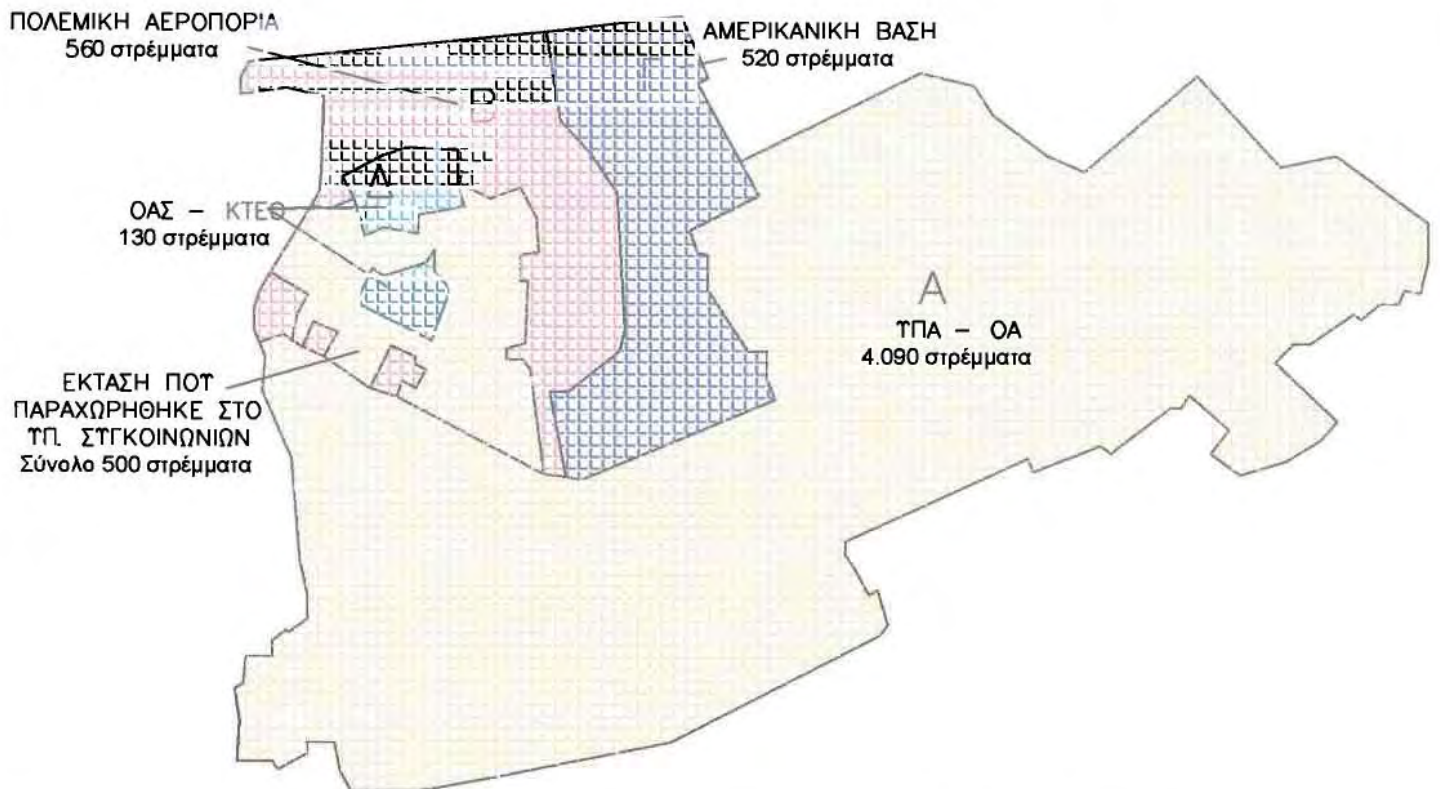 ΠΟΛΕΜΙΚΗ ΑΕΡΟΠΟΡΙΑ
560 στρέμματα
ΑΜΕΡΙΚΑΝΙΚΗ ΒΑΣΗ
520 στρέμματα
ΟΑΣ – ΚΤΕΟ
130 στρέμματα
Α
ΥΠΑ – ΟΑ
4.090 στρέμματα
ΕΚΤΑΣΗ ΠΟΥ
ΠΑΡΑΧΩΡΗΘΗΚΕ ΣΤΟ
ΥΠ. ΣΥΓΚΟΙΝΩΝΙΩΝ
Σύνολο 500 στρέμματα